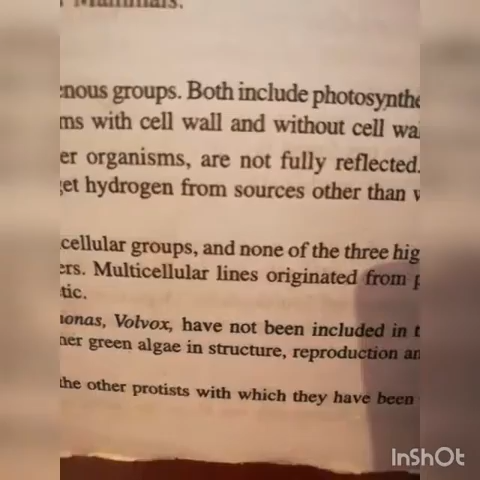 Mammals.
enous groups. Both include photosynthe
ms with cell wall and without cell wa
er organisms, are not fully reflected.
get hydrogen from sources other than w
cellular groups, and none of the three hig
ers. Multicellular lines originated from p
tic.
onas, Volvox, have not been included in t
her green algae in structure, reproduction an
the other protists with which they have been
InShOt